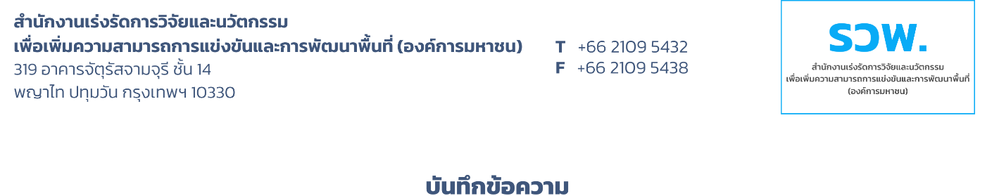 สำนักงานเร่งรัดการวิจัยและนวัตกรรม
เพื่อเพิ่มความสามารถการแข่งขันและการพัฒนาพื้นที่ (องค์การมหาชน)
319 อาคารจัตุรัสจามจุรี ชั้น 14
พญาไท ปทุมวัน กรุงเทพฯ 10330
T +66 2109 5432
F +66 2109 5438
รวพ.
สำนักงานเร่งรัดการวิจัยและนวัตกรรม
เพื่อเพิ่มความสามารถการแข่งขันและการพัฒนาพื้นที่
(องค์การมหาชน)
บันทึกข้อความ